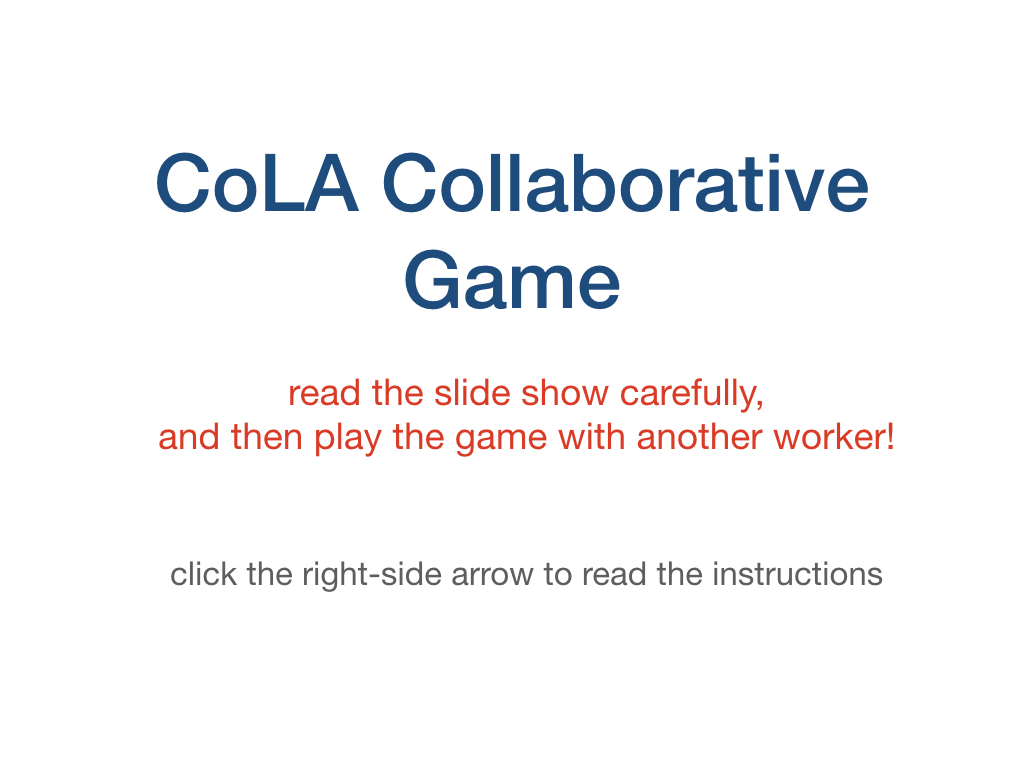 CoLA Collaborative
Game
read the slide show carefully,
and then play the game with another worker!
click the right-side arrow to read the instructions